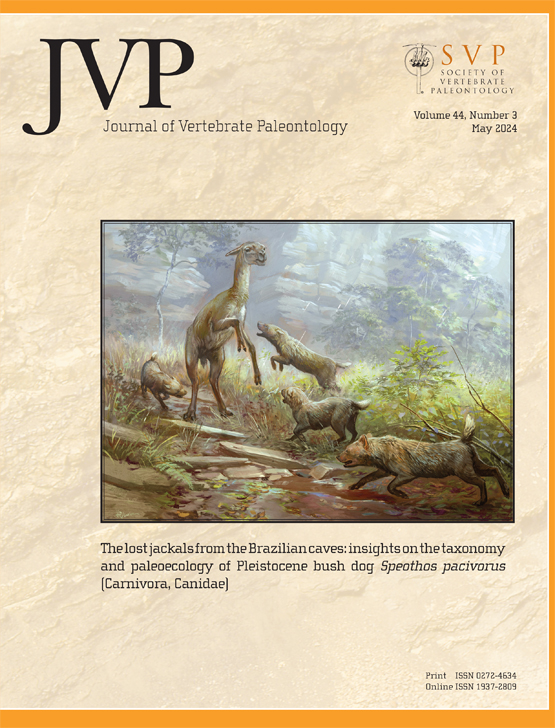 JVP
Journal of Vertebrate Paleontology
SVP
SOCIETY OF
VERTEBRATE
PALEONTOLOGY
Volume 44, Number 3
May 2024
The lost jackals from the Brazilian caves: insights on the taxonomy
and paleoecology of Pleistocene bush dog Speothos pacivorus
(Carnivora, Canidae)
Print ISSN 0272-4634
Online ISSN 1937-2809